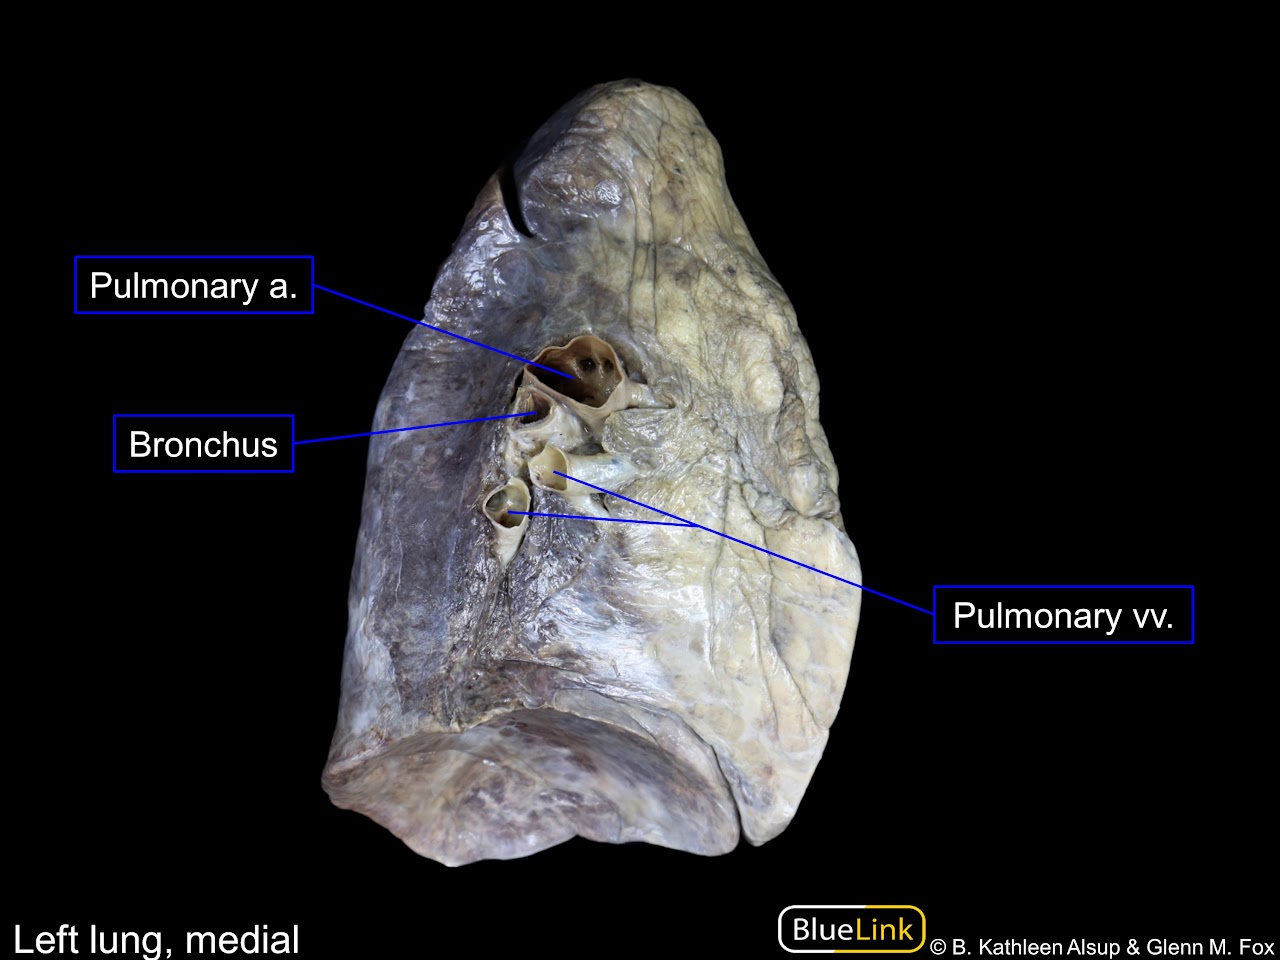 Pulmonary a.
Bronchus
Pulmonary vv.
Left lung, medial
BlueLink
© B. Kathleen Alsup & Glenn M. Fox